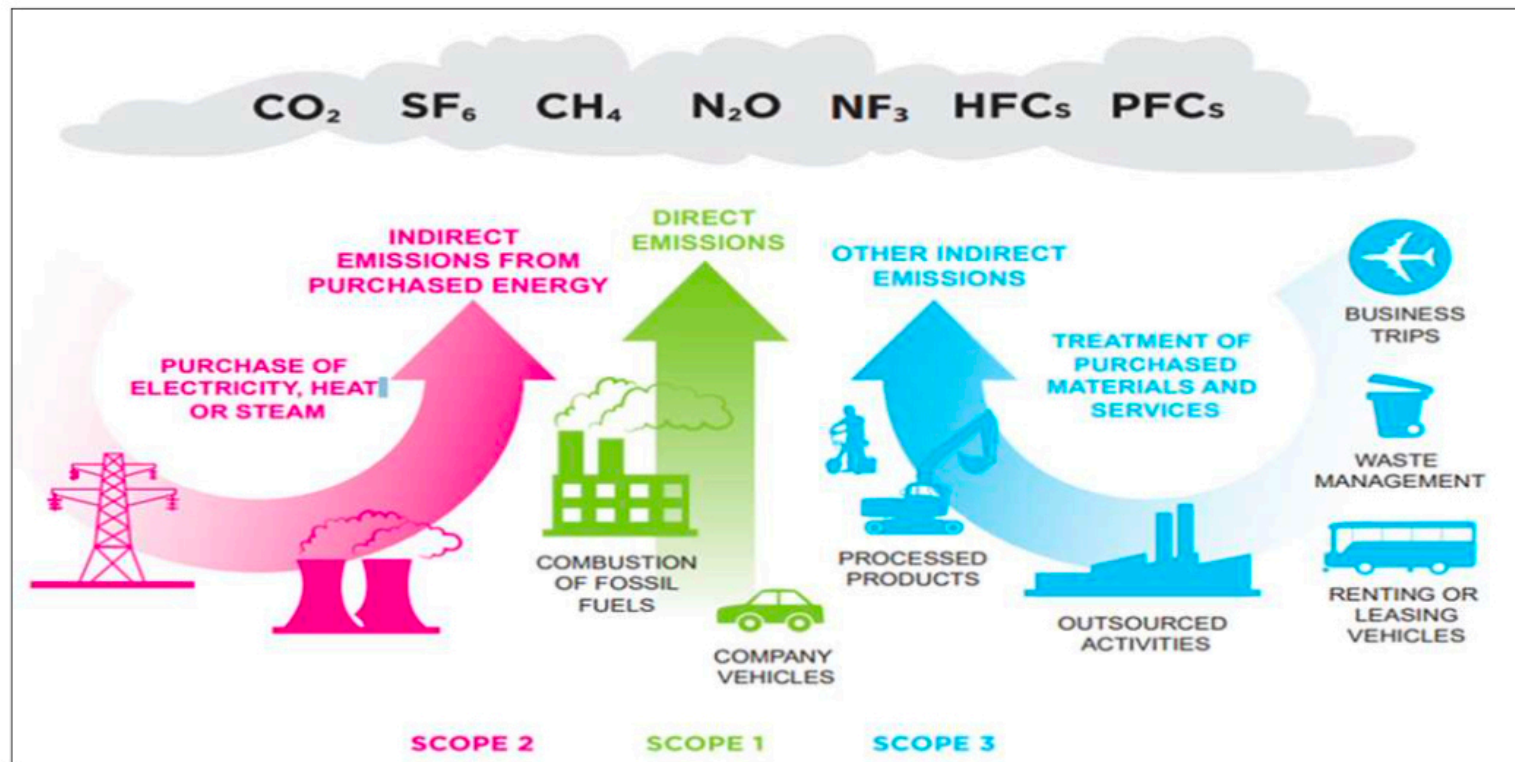 CO₂ SF₆ CH₄ N₂O NF₃ HFCs PFCs
INDIRECT
EMISSIONS FROM
PURCHASED ENERGY
PURCHASE OF
ELECTRICITY, HEAT
OR STEAM
DIRECT
EMISSIONS
COMBUSTION
OF FOSSIL
FUELS
COMPANY
VEHICLES
OTHER INDIRECT
EMISSIONS
TREATMENT OF
PURCHASED
MATERIALS AND
SERVICES
PROCESSED
PRODUCTS
OUTSOURCED
ACTIVITIES
BUSINESS
TRIPS
WASTE
MANAGEMENT
RENTING OR
LEASING
VEHICLES
SCOPE 2 SCOPE 1 SCOPE 3